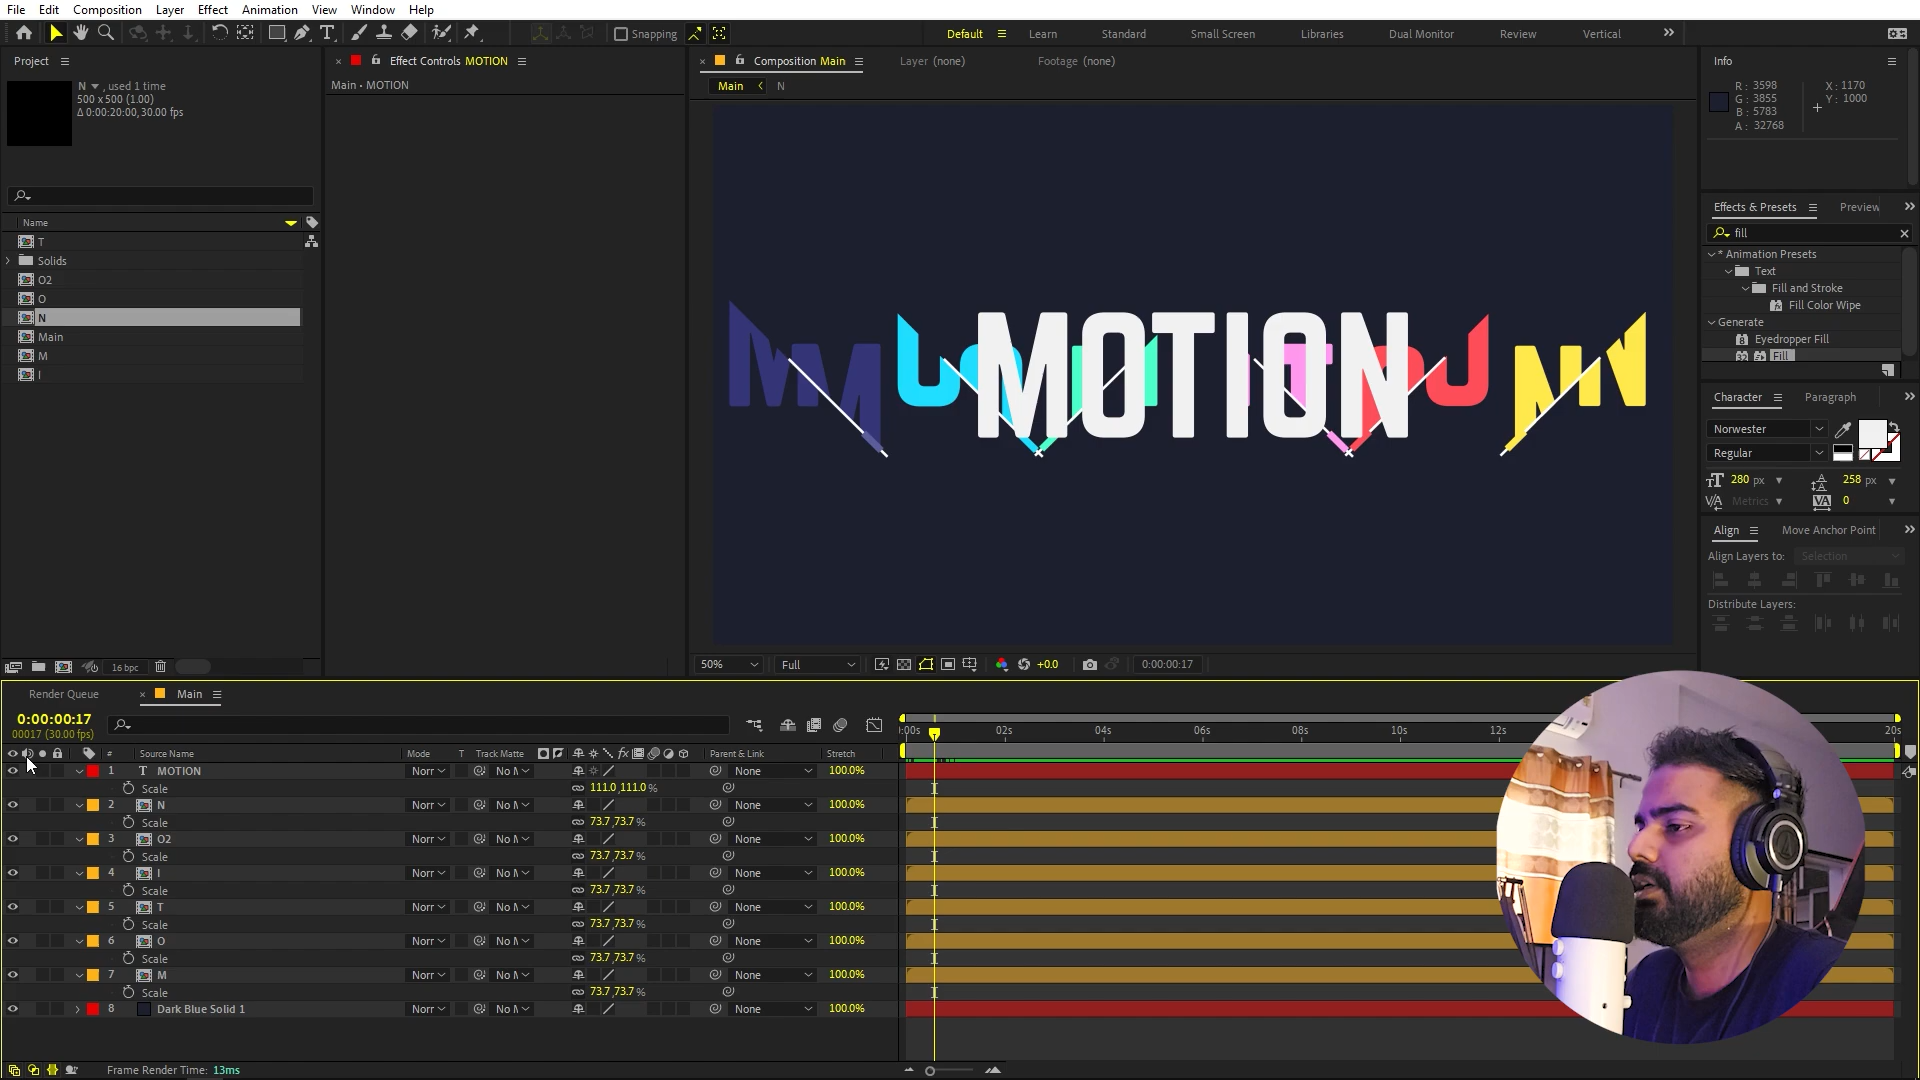 File Edit Composition Layer Effect Animation View Window Help
Snapping
Default Learn Standard Small Screen Libraries Dual Monitor Review Vertical
Project
N , used 1 time
500 x 500 (1.00)
Δ 0:00:20:00, 30.00 fps
Name
T
Solids
O2
O
N
Main
M
I
16 bpc
Effect Controls MOTION
Main • MOTION
Composition Main Layer (none) Footage (none)
Main N
MOTION
50% Full +0.0 0:00:00:17
Info
R : 3598
G : 3855
B : 5783
A : 32768
X : 1170
Y : 1000
Effects & Presets Preview
fill
* Animation Presets
Text
Fill and Stroke
Fill Color Wipe
Generate
Eyedropper Fill
Fill
Character Paragraph
Norwester
Regular
280 px 258 px
Metrics 0
Align Move Anchor Point
Align Layers to: Selection
Distribute Layers:
Render Queue Main
0:00:00:17
00017 (30.00 fps)
:00s 02s 04s 06s 08s 10s 12s 20s
# Source Name Mode T Track Matte fx Parent & Link Stretch
1 T MOTION Norr No M None 100.0%
Scale 111.0,111.0 %
2 N Norr No M None 100.0%
Scale 73.7,73.7 %
3 O2 Norr No M None 100.0%
Scale 73.7,73.7 %
4 I Norr No M None 100.0%
Scale 73.7,73.7 %
5 T Norr No M None 100.0%
Scale 73.7,73.7 %
6 O Norr No M None 100.0%
Scale 73.7,73.7 %
7 M Norr No M None 100.0%
Scale 73.7,73.7 %
8 Dark Blue Solid 1 Norr No M None 100.0%
Frame Render Time: 13ms